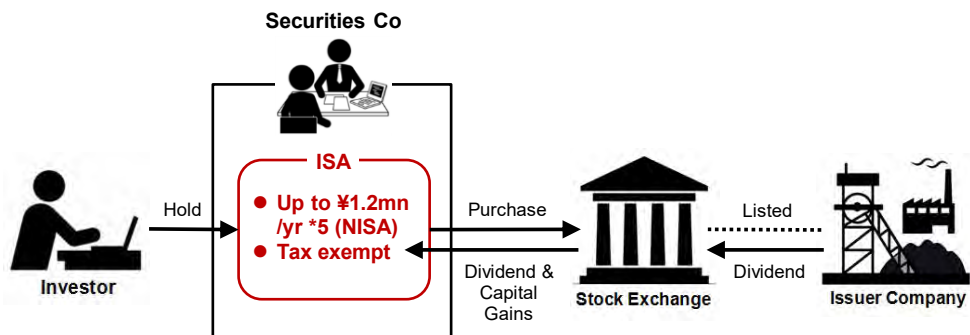 Securities Co
ISA
● Up to ¥1.2mn
/yr *5 (NISA)
● Tax exempt
Hold
Purchase
Dividend &
Capital
Gains
Listed
Dividend
Investor
Stock Exchange
Issuer Company